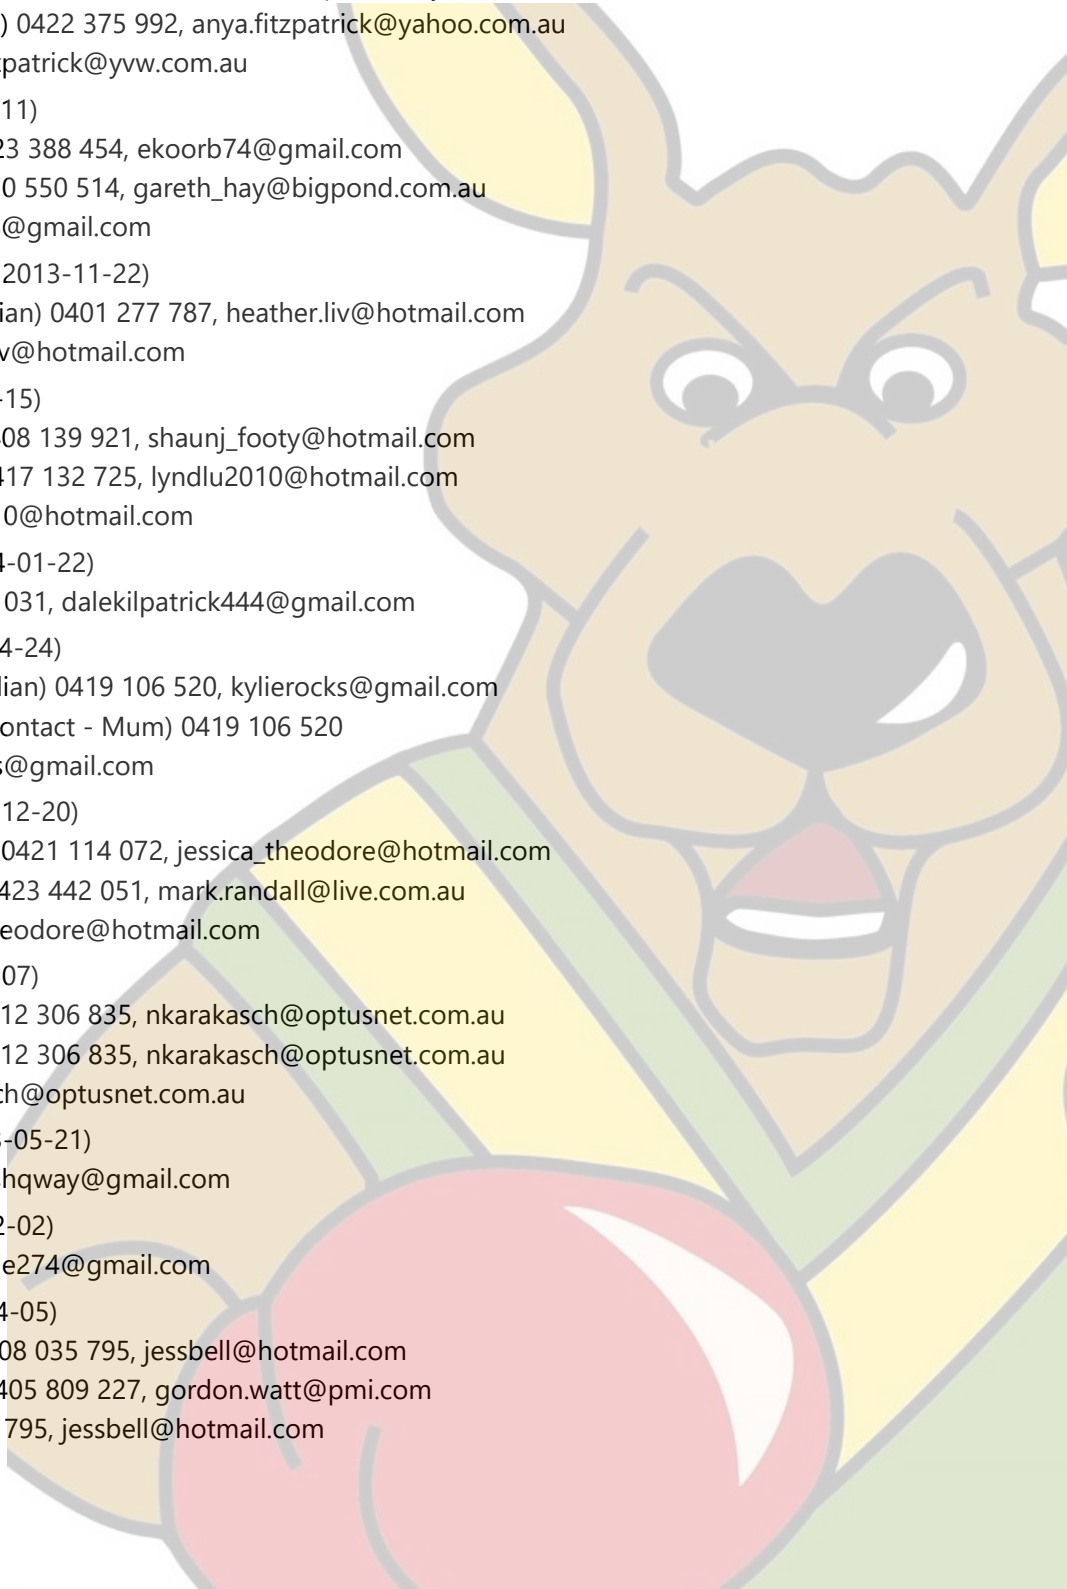 ) 0422 375 992, anya.fitzpatrick@yahoo.com.au
patrick@yvw.com.au
11)
23 388 454, ekoorb74@gmail.com
0 550 514, gareth_hay@bigpond.com.au
@gmail.com
2013-11-22)
ian) 0401 277 787, heather.liv@hotmail.com
v@hotmail.com
-15)
08 139 921, shaunj_footy@hotmail.com
417 132 725, lyndlu2010@hotmail.com
0@hotmail.com
4-01-22)
031, dalekilpatrick444@gmail.com
4-24)
lian) 0419 106 520, kylierocks@gmail.com
ontact - Mum) 0419 106 520
s@gmail.com
12-20)
0421 114 072, jessica_theodore@hotmail.com
423 442 051, mark.randall@live.com.au
eodore@hotmail.com
07)
12 306 835, nkarakasch@optusnet.com.au
12 306 835, nkarakasch@optusnet.com.au
ch@optusnet.com.au
-05-21)
hqway@gmail.com
2-02)
e274@gmail.com
4-05)
08 035 795, jessbell@hotmail.com
405 809 227, gordon.watt@pmi.com
795, jessbell@hotmail.com